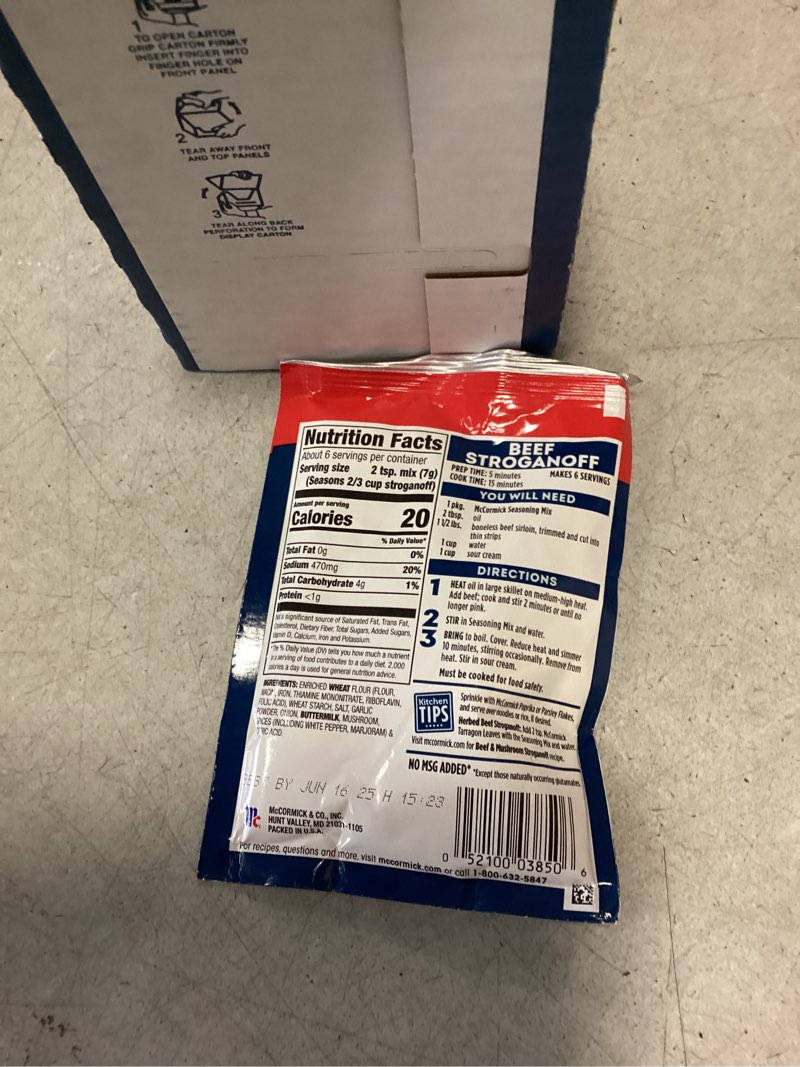 1
TO OPEN CARTON
GRIP CARTON FIRMLY
INSERT FINGER INTO
FINGER HOLE ON
FRONT PANEL
2
TEAR AWAY FRONT
AND TOP PANELS
3
TEAR ALONG BACK
PERFORATION TO FORM
DISPLAY CARTON
Nutrition Facts
About 6 servings per container
Serving size 2 tsp. mix (7g)
(Seasons 2/3 cup stroganoff)
Amount per serving
Calories 20
% Daily Value*
Total Fat 0g 0%
Sodium 470mg 20%
Total Carbohydrate 4g 1%
Protein <1g
Not a significant source of Saturated Fat, Trans Fat,
Cholesterol, Dietary Fiber, Total Sugars, Added Sugars,
Vitamin D, Calcium, Iron and Potassium.
*The % Daily Value (DV) tells you how much a nutrient
in a serving of food contributes to a daily diet. 2,000
calories a day is used for general nutrition advice.
INGREDIENTS: ENRICHED WHEAT FLOUR (FLOUR,
IRON, THIAMINE MONONITRATE, RIBOFLAVIN,
FOLIC ACID), WHEAT STARCH, SALT, GARLIC
POWDER, ONION, BUTTERMILK, MUSHROOM,
SPICES (INCLUDING WHITE PEPPER, MARJORAM) &
CITRIC ACID.
BEST BY JUN 16 25 H 15:23
Mc.
McCORMICK & CO., INC.
HUNT VALLEY, MD 21031-1105
PACKED IN U.S.A.
For recipes, questions and more, visit mccormick.com or call 1-800-632-5847
BEEF
STROGANOFF
PREP TIME: 5 minutes MAKES 6 SERVINGS
COOK TIME: 15 minutes
YOU WILL NEED
1 pkg. McCormick Seasoning Mix
2 tbsp. oil
1 1/2 lbs. boneless beef sirloin, trimmed and cut into
thin strips
1 cup water
1 cup sour cream
DIRECTIONS
1 HEAT oil in large skillet on medium-high heat.
Add beef; cook and stir 2 minutes or until no
longer pink.
2 STIR in Seasoning Mix and water.
3 BRING to boil. Cover. Reduce heat and simmer
10 minutes, stirring occasionally. Remove from
heat. Stir in sour cream.
Must be cooked for food safety.
Kitchen
TIPS
Sprinkle with McCormick Paprika or Parsley Flakes,
and serve over noodles or rice, if desired.
Herbed Beef Stroganoff: Add 2 tsp. McCormick
Tarragon Leaves with the Seasoning Mix and water.
Visit mccormick.com for Beef & Mushroom Stroganoff recipe.
NO MSG ADDED* *Except those naturally occurring glutamates.
0 52100 03850 6